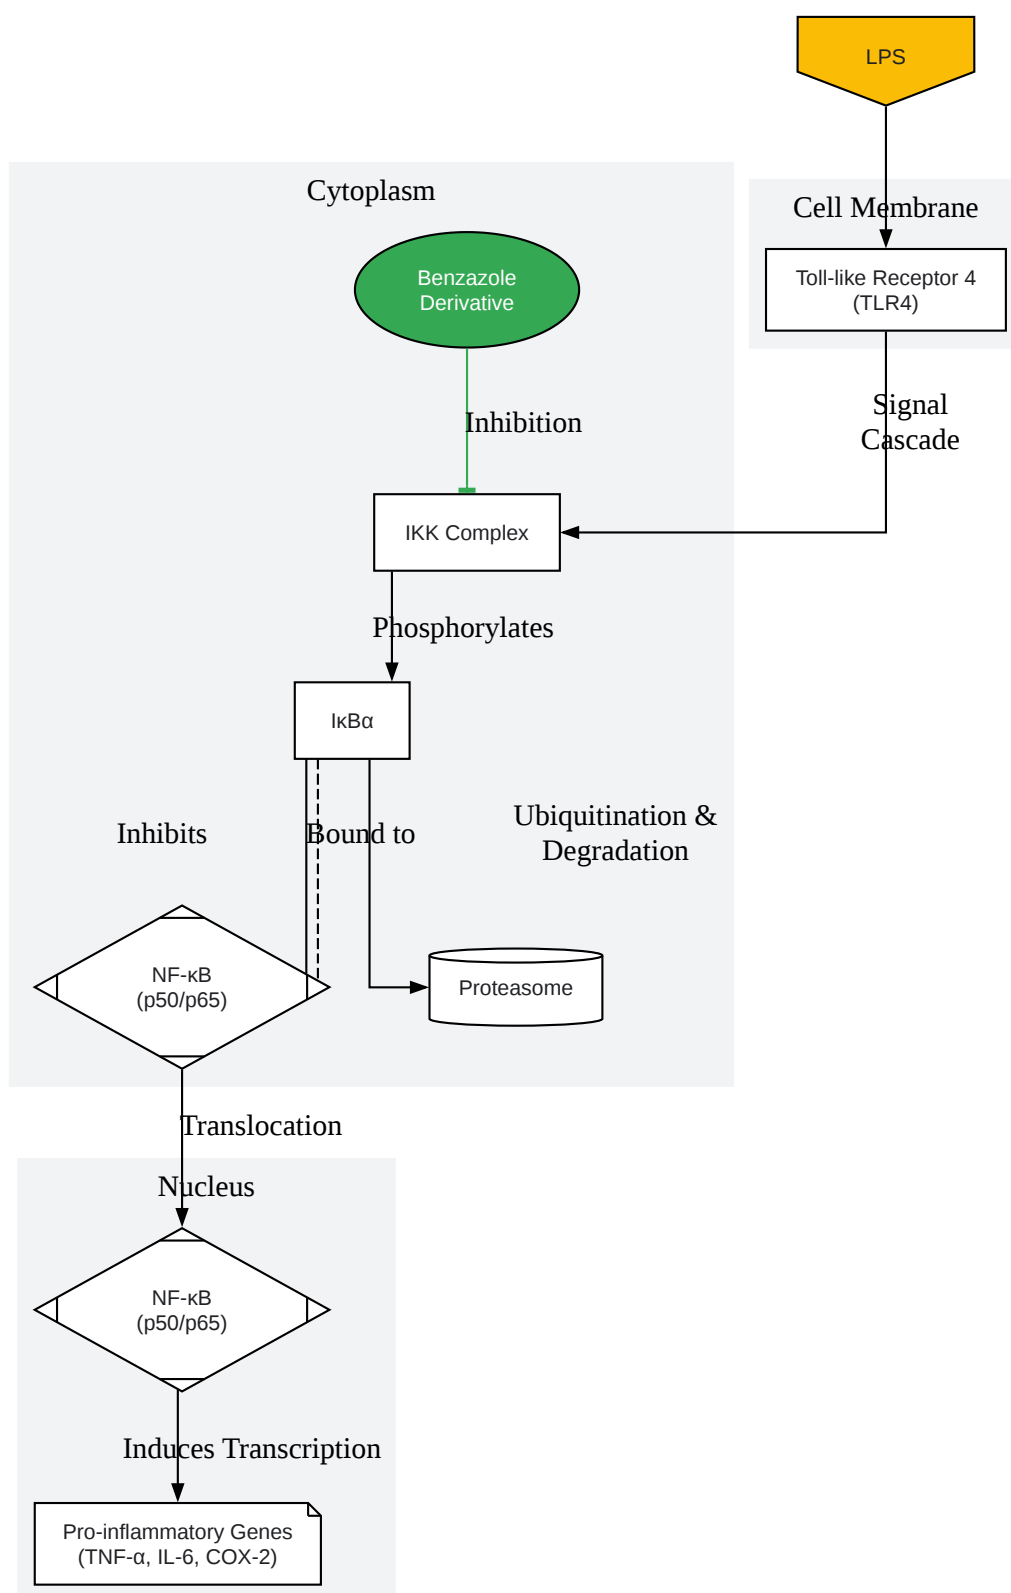 LPS
Cytoplasm
Cell Membrane
Benzazole
Derivative
Toll-like Receptor 4
(TLR4)
Inhibition
Signal
Cascade
IKK Complex
Phosphorylates
IκBα
Inhibits
Bound to
Ubiquitination &
Degradation
NF-κB
(p50/p65)
Proteasome
Translocation
Nucleus
NF-κB
(p50/p65)
Induces Transcription
Pro-inflammatory Genes
(TNF-α, IL-6, COX-2)